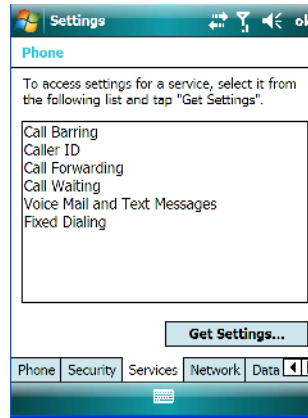 Settings
ok
Phone
To access settings for a service, select it from
the following list and tap "Get Settings".
Call Barring
Caller ID
Call Forwarding
Call Waiting
Voice Mail and Text Messages
Fixed Dialing
Get Settings...
Phone Security Services Network Data